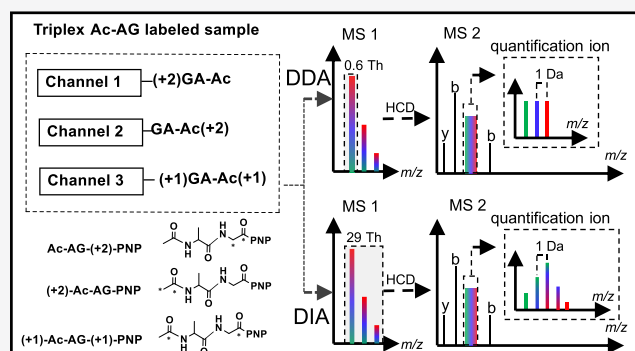 Triplex Ac-AG labeled sample
Channel 1
(+2)GA-Ac
Channel 2
GA-Ac(+2)
Channel 3
(+1)GA-Ac(+1)
Ac-AG-(+2)-PNP
O
H
N
O
N
H
O
PNP
* *
(+2)-Ac-AG-PNP
O
H
N
O
N
H
O
PNP
* *
(+1)-Ac-AG-(+1)-PNP
O
H
N
O
N
H
O
PNP
* *
DDA
MS 1
0.6 Th
m/z
HCD
MS 2
y
b
b
m/z
quantification ion
1 Da
m/z
DIA
MS 1
29 Th
m/z
HCD
MS 2
y
b
b
m/z
quantification ion
1 Da
m/z